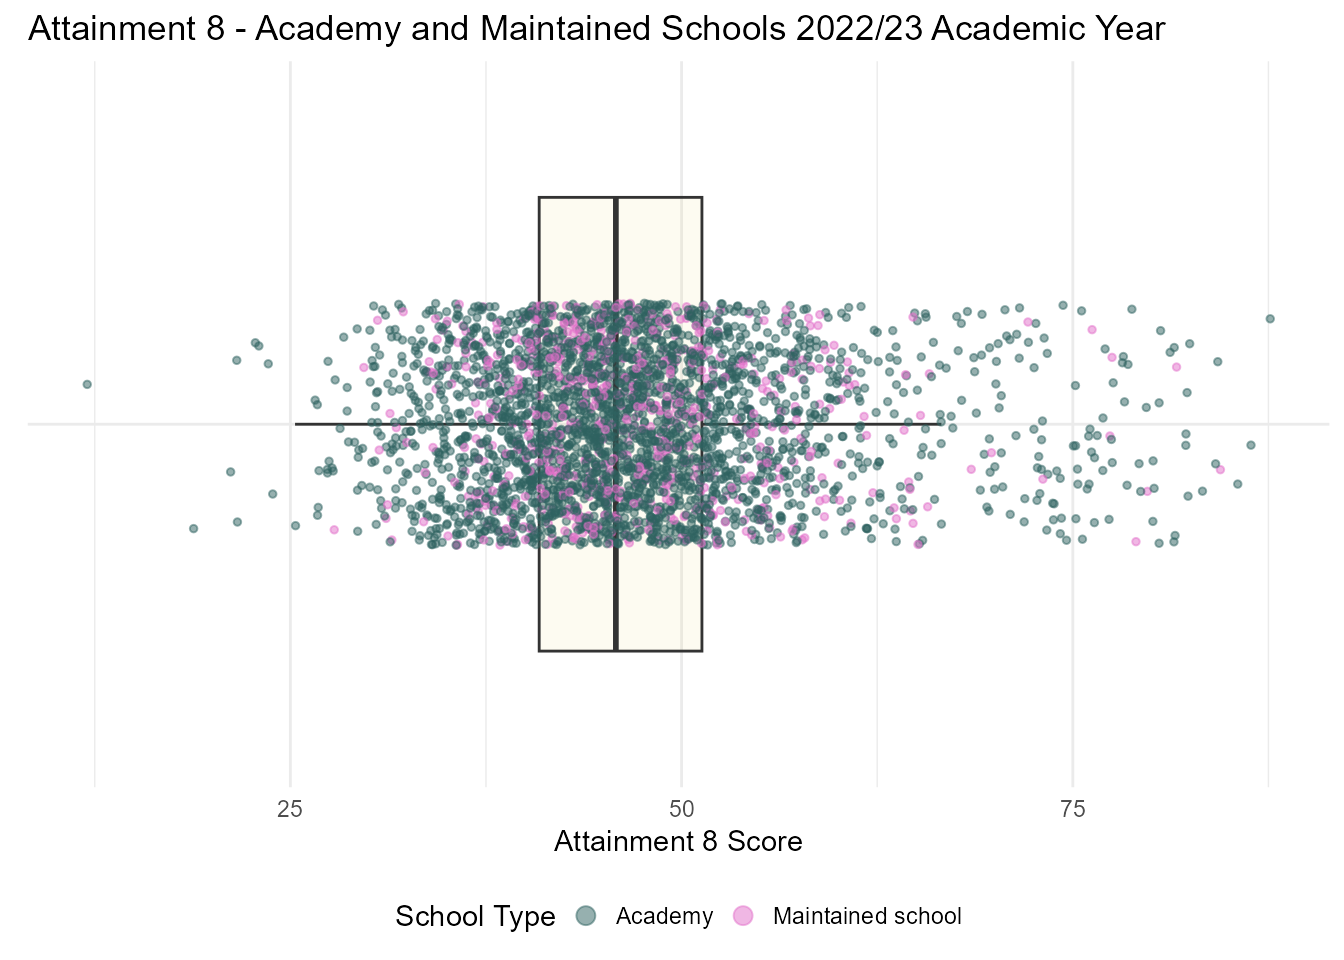 Attainment 8 - Academy and Maintained Schools 2022/23 Academic Year
25 50 75
Attainment 8 Score
School Type Academy Maintained school